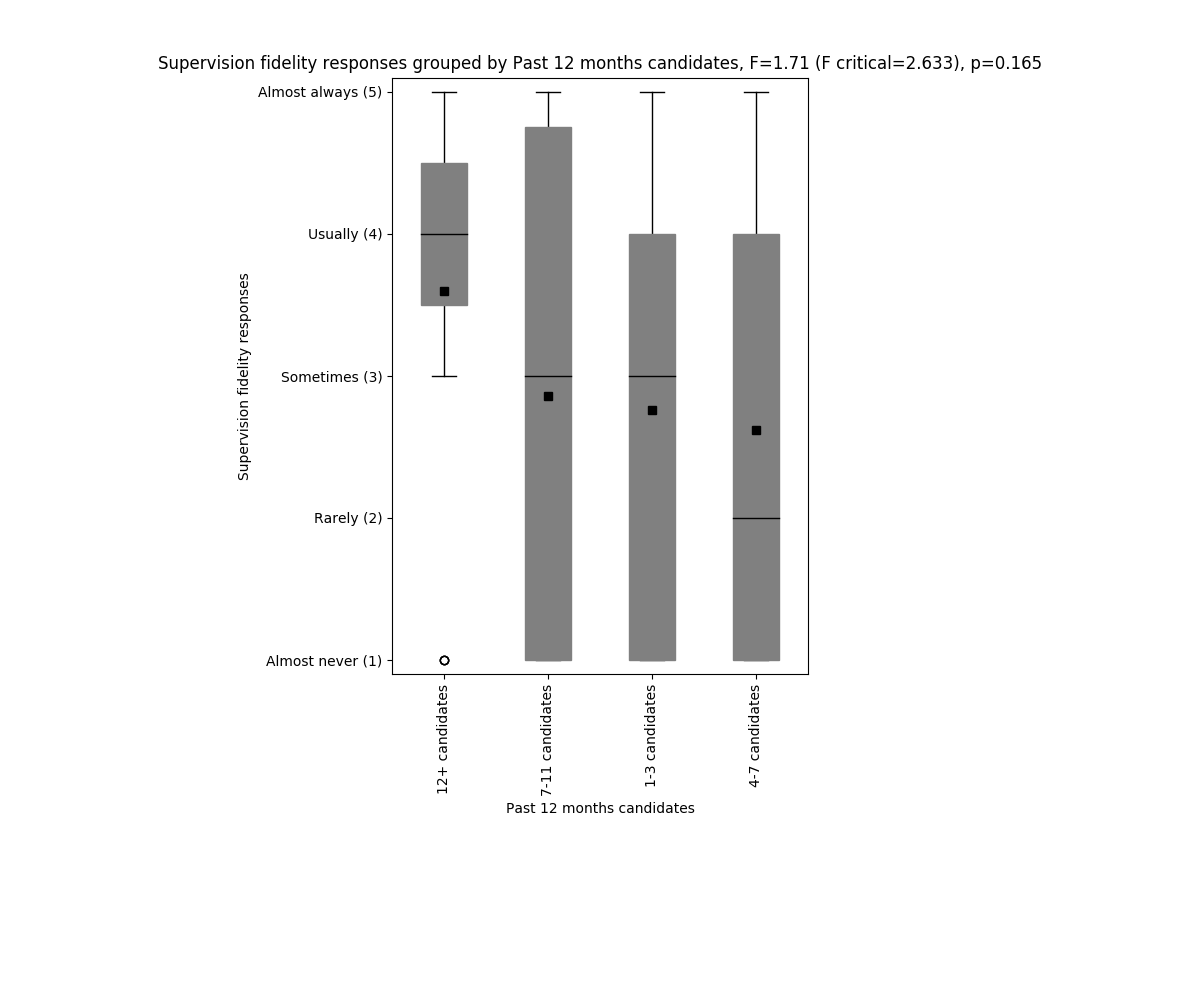 Supervision fidelity responses grouped by Past 12 months candidates, F=1.71 (F critical=2.633), p=0.165
Almost always (5)
Usually (4)
Sometimes (3)
Rarely (2)
Almost never (1)
Supervision fidelity responses
12+ candidates
7-11 candidates
1-3 candidates
4-7 candidates
Past 12 months candidates